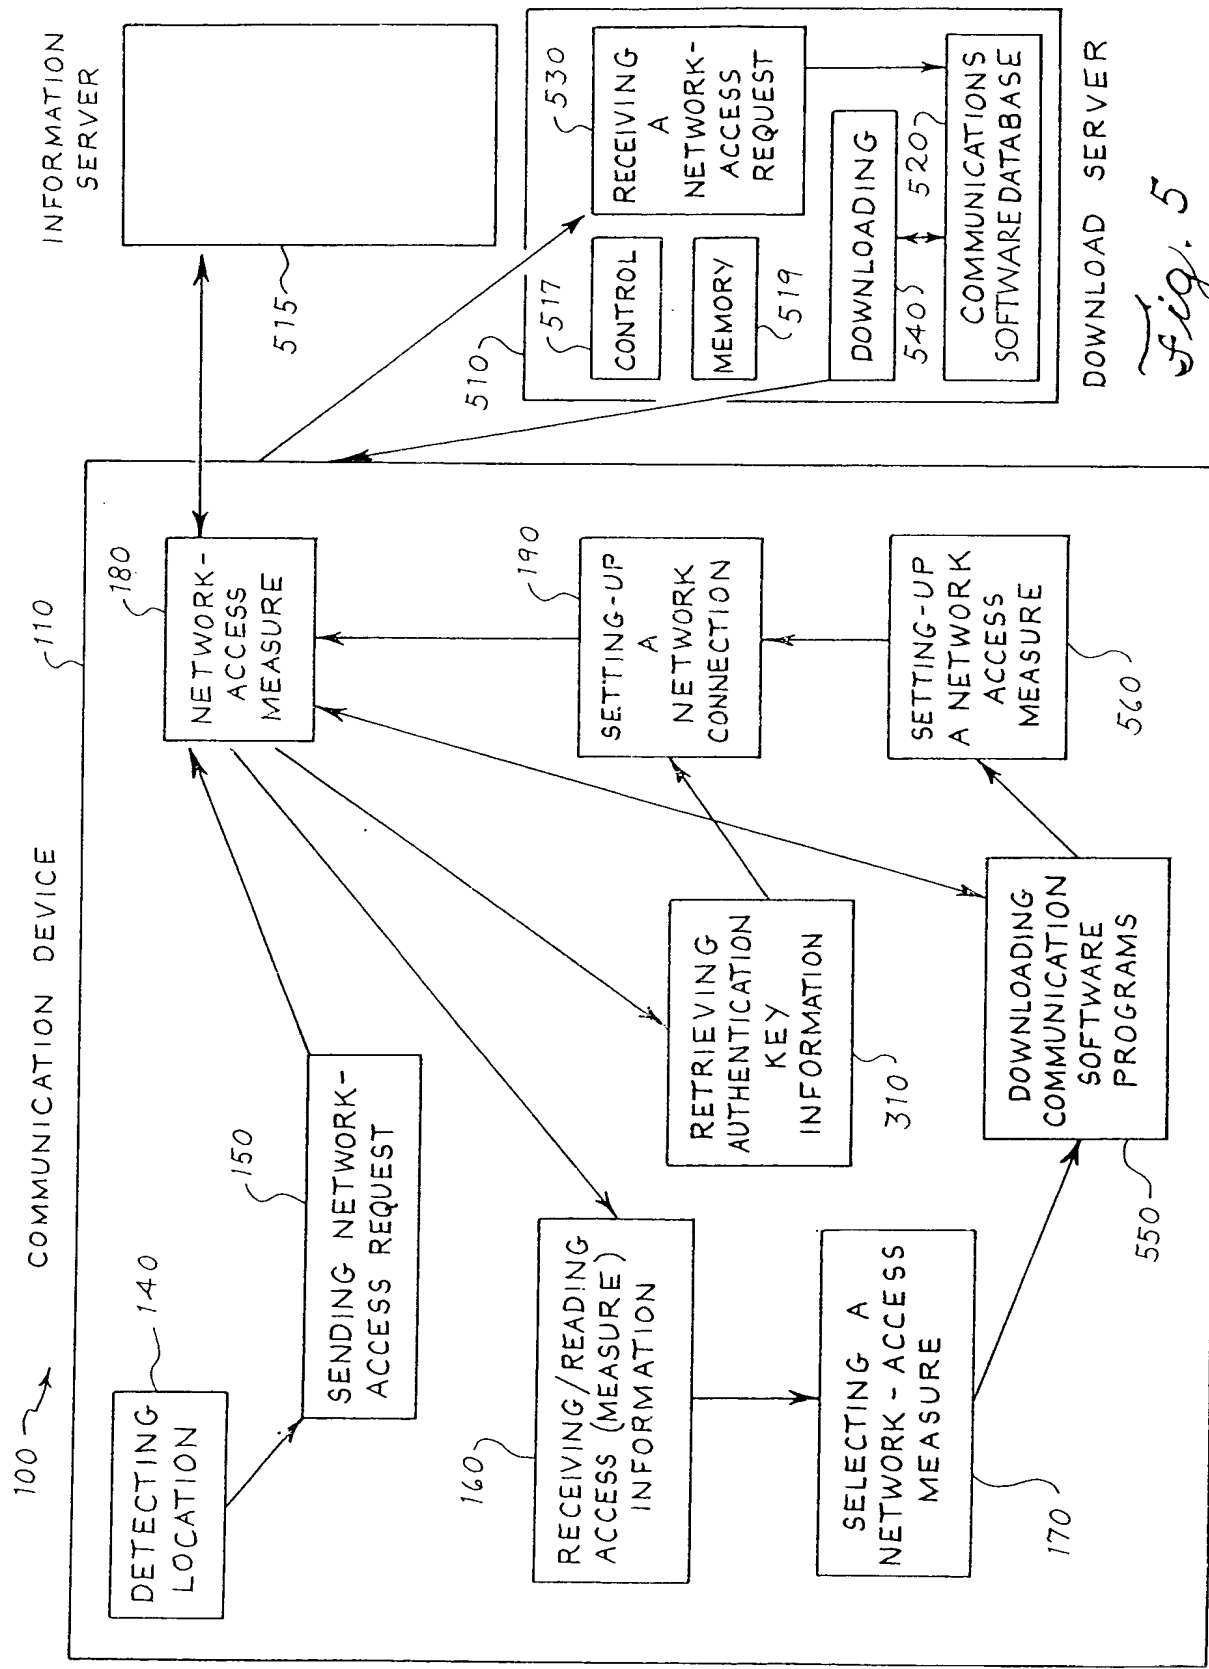 100
COMMUNICATION DEVICE
110
DETECTING
LOCATION
140
SENDING NETWORK-
ACCESS REQUEST
150
NETWORK-
ACCESS
MEASURE
180
RECEIVING/READING
ACCESS (MEASURE)
INFORMATION
160
SELECTING A
NETWORK-ACCESS
MEASURE
170
RETRIEVING
AUTHENTICATION
KEY
INFORMATION
310
SETTING-UP
A
NETWORK
CONNECTION
190
DOWNLOADING
COMMUNICATION
SOFTWARE
PROGRAMS
550
SETTING-UP
A NETWORK
ACCESS
MEASURE
560
INFORMATION
SERVER
515
510
CONTROL
517
MEMORY
519
RECEIVING
A
NETWORK-
ACCESS
REQUEST
530
DOWNLOADING
540
520
COMMUNICATIONS
SOFTWARE DATABASE
DOWNLOAD SERVER
Fig. 5